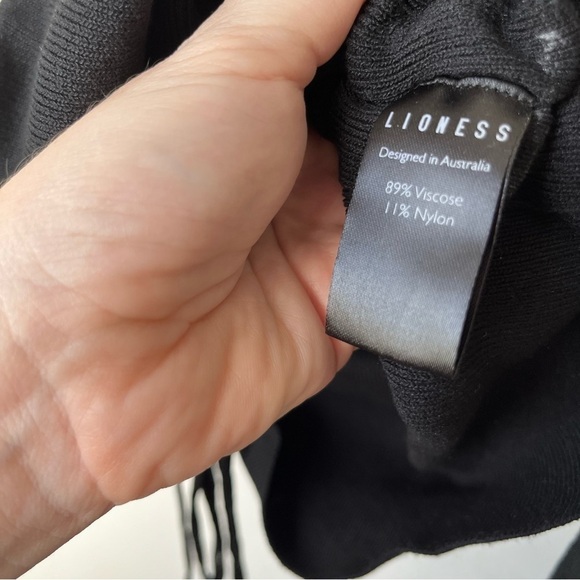 LIONESS
Designed in Australia
89% Viscose
11% Nylon